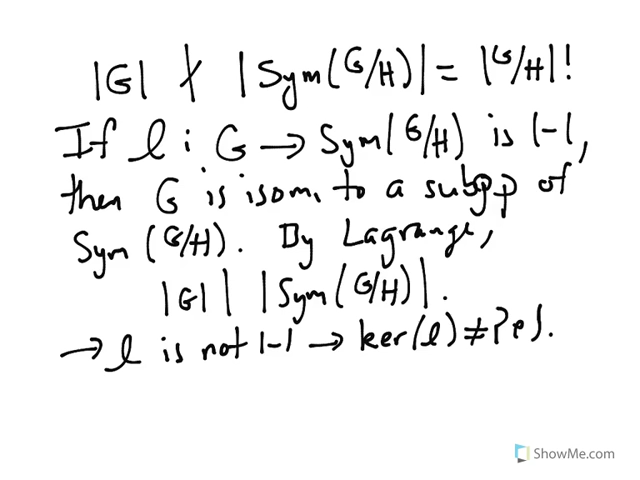 |G| ∤ |Sym(G/H)| = |G/H|!
If l : G → Sym(G/H) is 1-1,
then G is isom. to a subgp of
Sym(G/H). By Lagrange,
|G| | |Sym(G/H)|.
→ l is not 1-1 → ker(l) ≠ {e}.
ShowMe.com